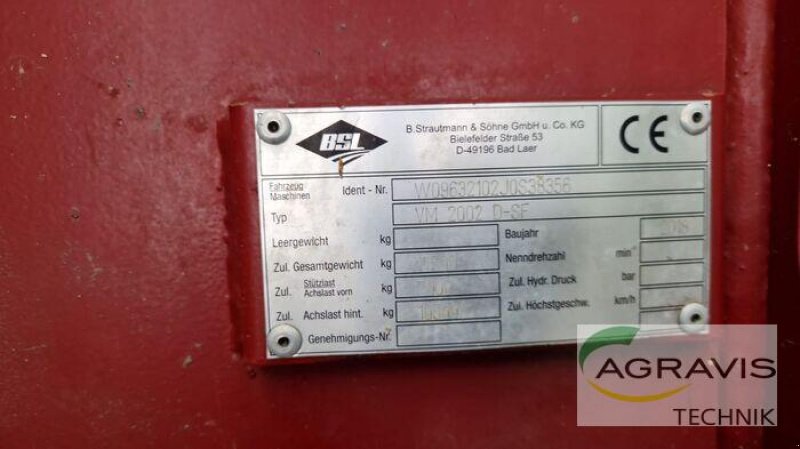 BSL
B.Strautmann & Söhne GmbH u. Co. KG
Bielefelder Straße 53
D-49196 Bad Laer
CE
Fahrzeug
Maschinen
Ident - Nr.
W09632102J0S38356
Typ
VM 2002 D-SF
Leergewicht kg
Baujahr
Zul. Gesamtgewicht kg
Nenndrehzahl min
Zul. Stützlast
Achslast vorn kg
Zul. Hydr. Druck bar
Zul. Achslast hint. kg
Zul. Höchstgeschw. km/h
Genehmigungs-Nr.
AGRAVIS
TECHNIK